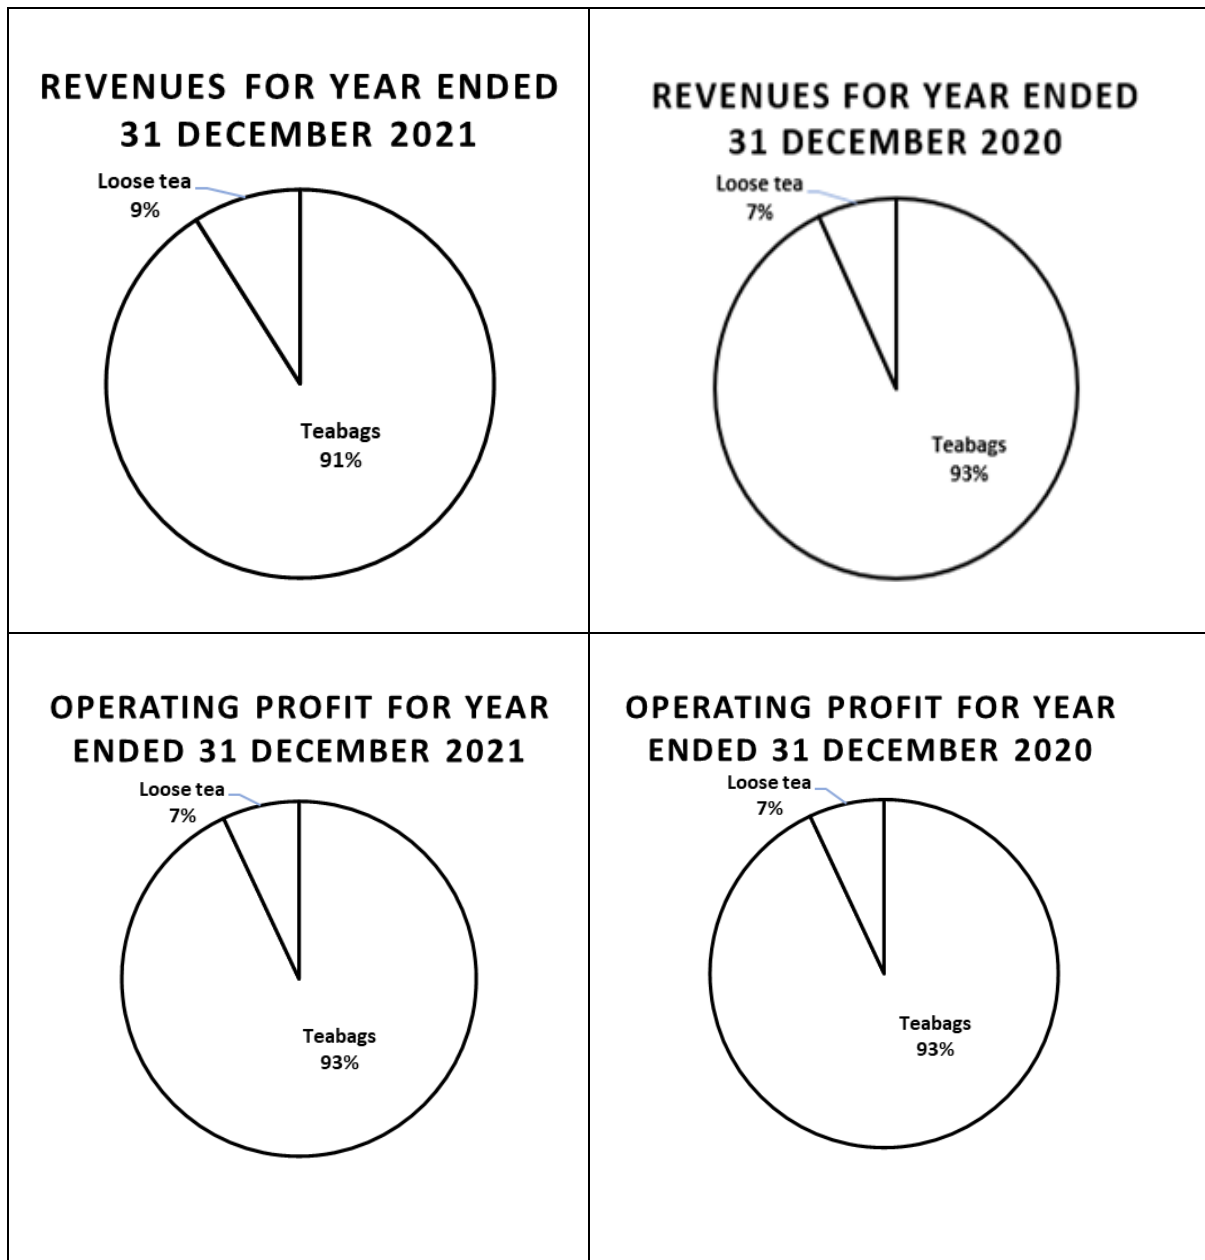 REVENUES FOR YEAR ENDED
31 DECEMBER 2021
Loose tea
9%
Teabags
91%
REVENUES FOR YEAR ENDED
31 DECEMBER 2020
Loose tea
7%
Teabags
93%
OPERATING PROFIT FOR YEAR
ENDED 31 DECEMBER 2021
Loose tea
7%
Teabags
93%
OPERATING PROFIT FOR YEAR
ENDED 31 DECEMBER 2020
Loose tea
7%
Teabags
93%